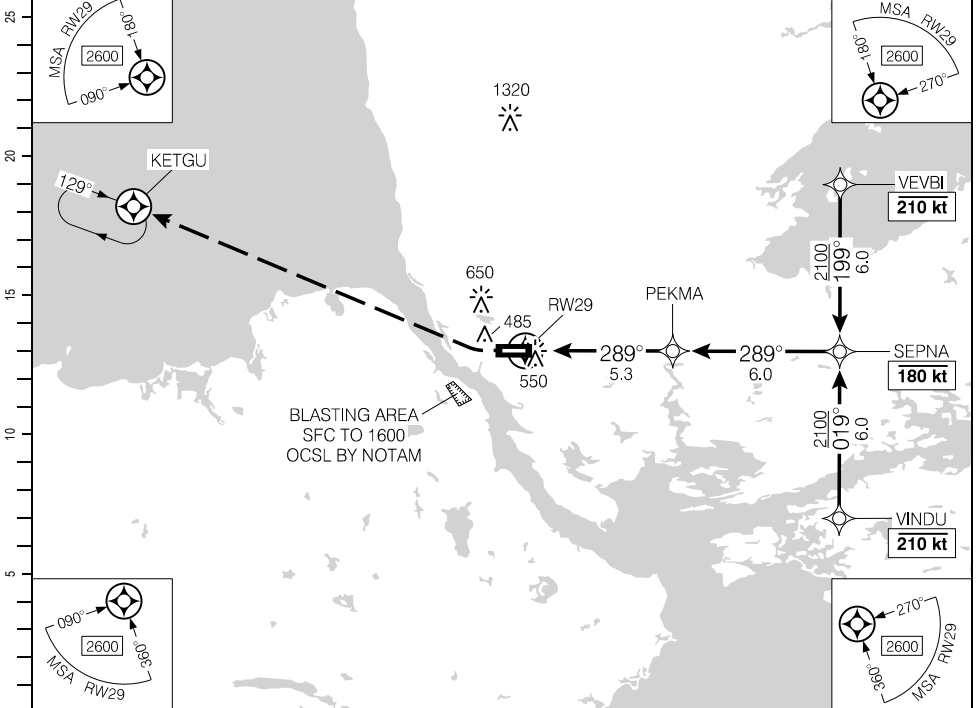 25
20
15
10
5
MSA RW29
180°
2600
090°
MSA RW29
180°
2600
270°
1320
KETGU
129°
VEVBI
210 kt
2100
199°
6.0
650
485
RW29
550
PEKMA
289°
5.3
289°
6.0
SEPNA
180 kt
BLASTING AREA
SFC TO 1600
OCSL BY NOTAM
2100
019°
6.0
VINDU
210 kt
090°
2600
360°
MSA RW29
270°
2600
360°
MSA RW29